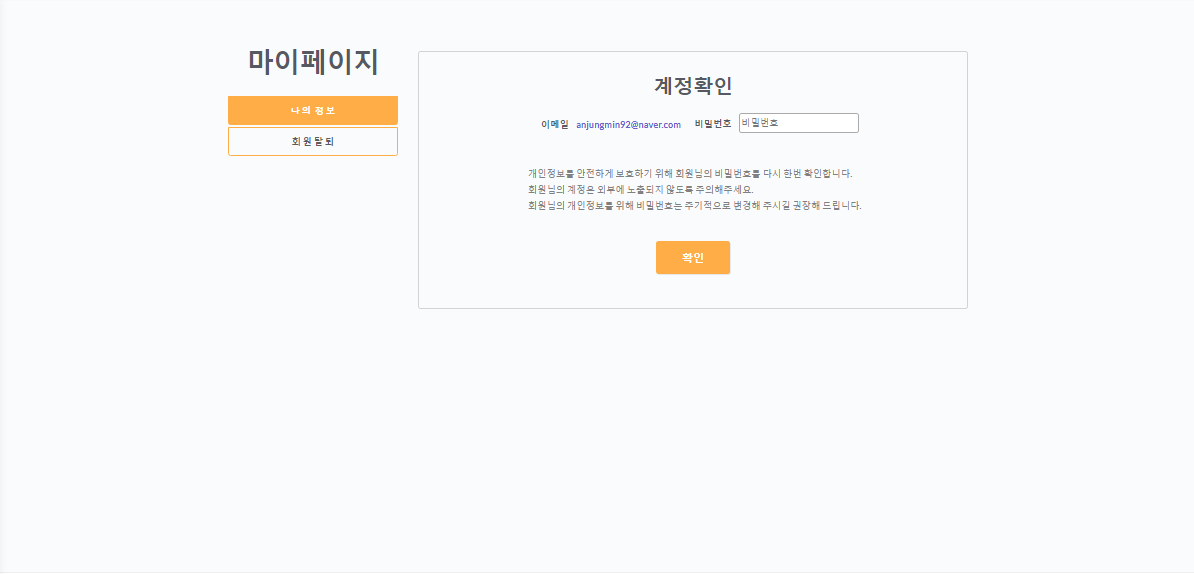 마이페이지
나의 정보
회원탈퇴
계정확인
이메일 anjungmin92@naver.com 비밀번호 비밀번호
개인정보를 안전하게 보호하기 위해 회원님의 비밀번호를 다시 한번 확인합니다.
회원님의 계정은 외부에 노출되지 않도록 주의해주세요.
회원님의 개인정보를 위해 비밀번호는 주기적으로 변경해 주시길 권장해 드립니다.
확인